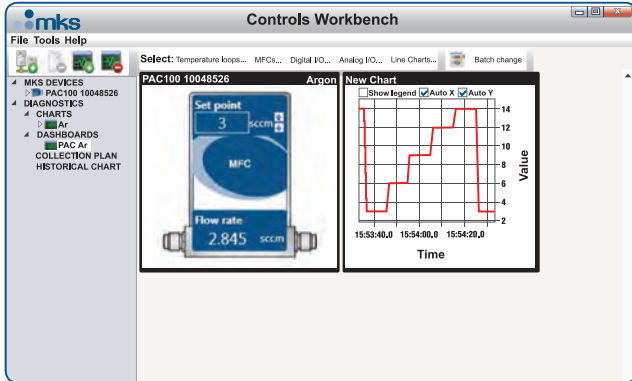 mks
Controls Workbench
File Tools Help
Select: Temperature loops... MFCs... Digital I/O... Analog I/O... Line Charts... Batch change
MKS DEVICES
PAC100 10048526
DIAGNOSTICS
CHARTS
Ar
DASHBOARDS
PAC Ar
COLLECTION PLAN
HISTORICAL CHART
PAC100 10048526 Argon
Set point
3 sccm
MFC
Flow rate
2.845 sccm
New Chart
Show legend Auto X Auto Y
14
12
10
8
6
4
2
Value
15:53:40.0 15:54:00.0 15:54:20.0
Time